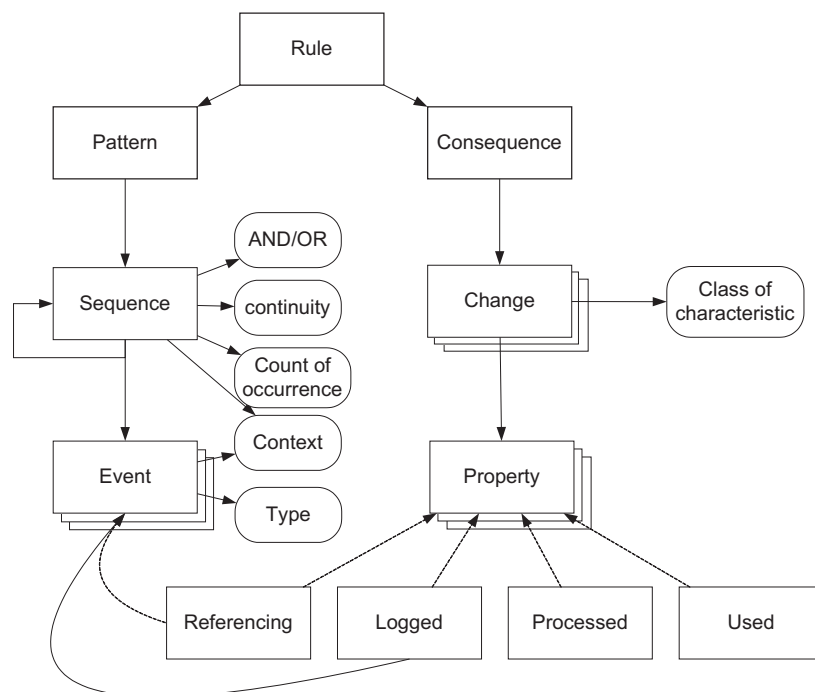 Rule
Pattern
Consequence
AND/OR
Sequence
continuity
Change
Class of
characteristic
Count of
occurrence
Event
Context
Property
Type
Referencing
Logged
Processed
Used